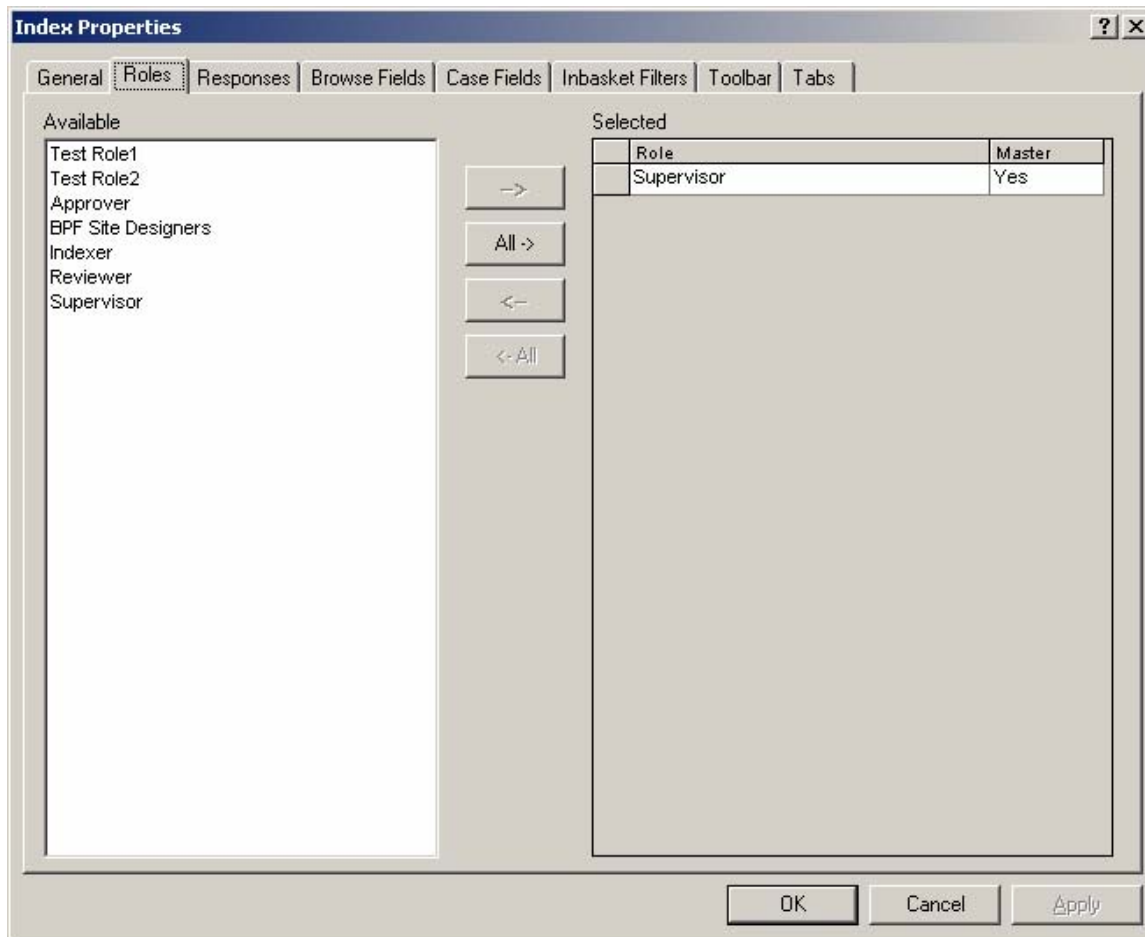 Index Properties
? X
General Roles Responses Browse Fields Case Fields Inbasket Filters Toolbar Tabs
Available
Test Role1
Test Role2
Approver
BPF Site Designers
Indexer
Reviewer
Supervisor
-->
All ->
<--
<- All
Selected
Role Master
Supervisor Yes
OK Cancel Apply